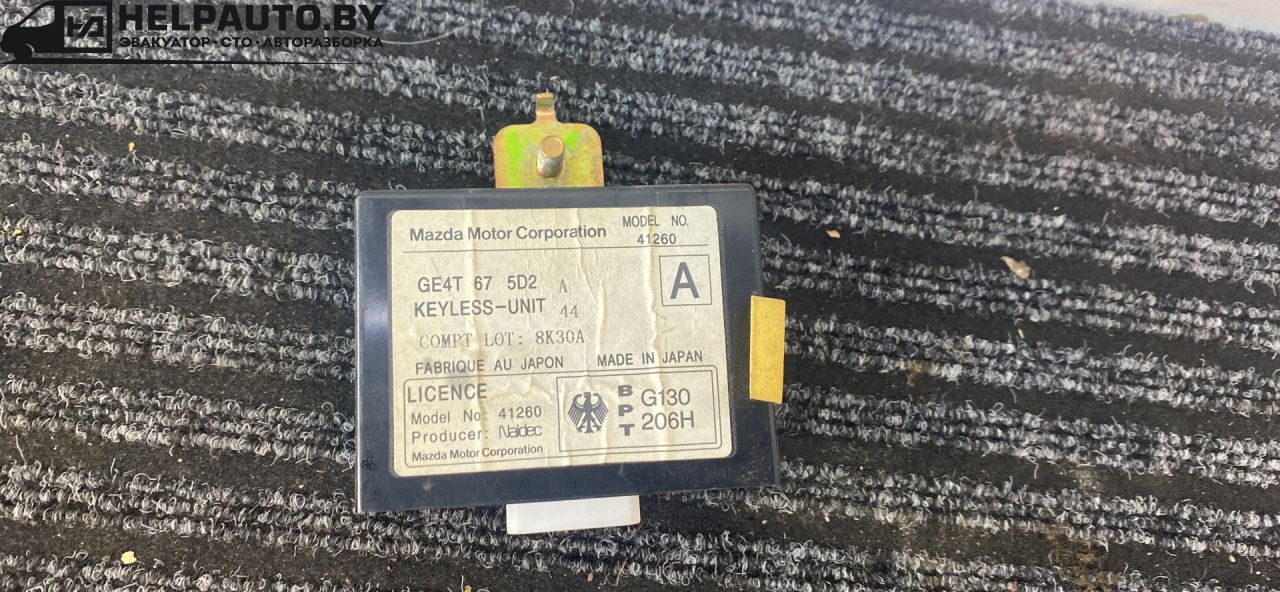 HELPAUTO.BY
ЭВАКУАТОР · СТО · АВТОРАЗБОРКА
Mazda Motor Corporation
MODEL NO.
41260
GE4T 67 5D2 A
KEYLESS-UNIT 44
A
COMPT LOT: 8K30A
FABRIQUE AU JAPON MADE IN JAPAN
LICENCE
Model No: 41260
Producer: Naldec
Mazda Motor Corporation
BPT
G130
206H